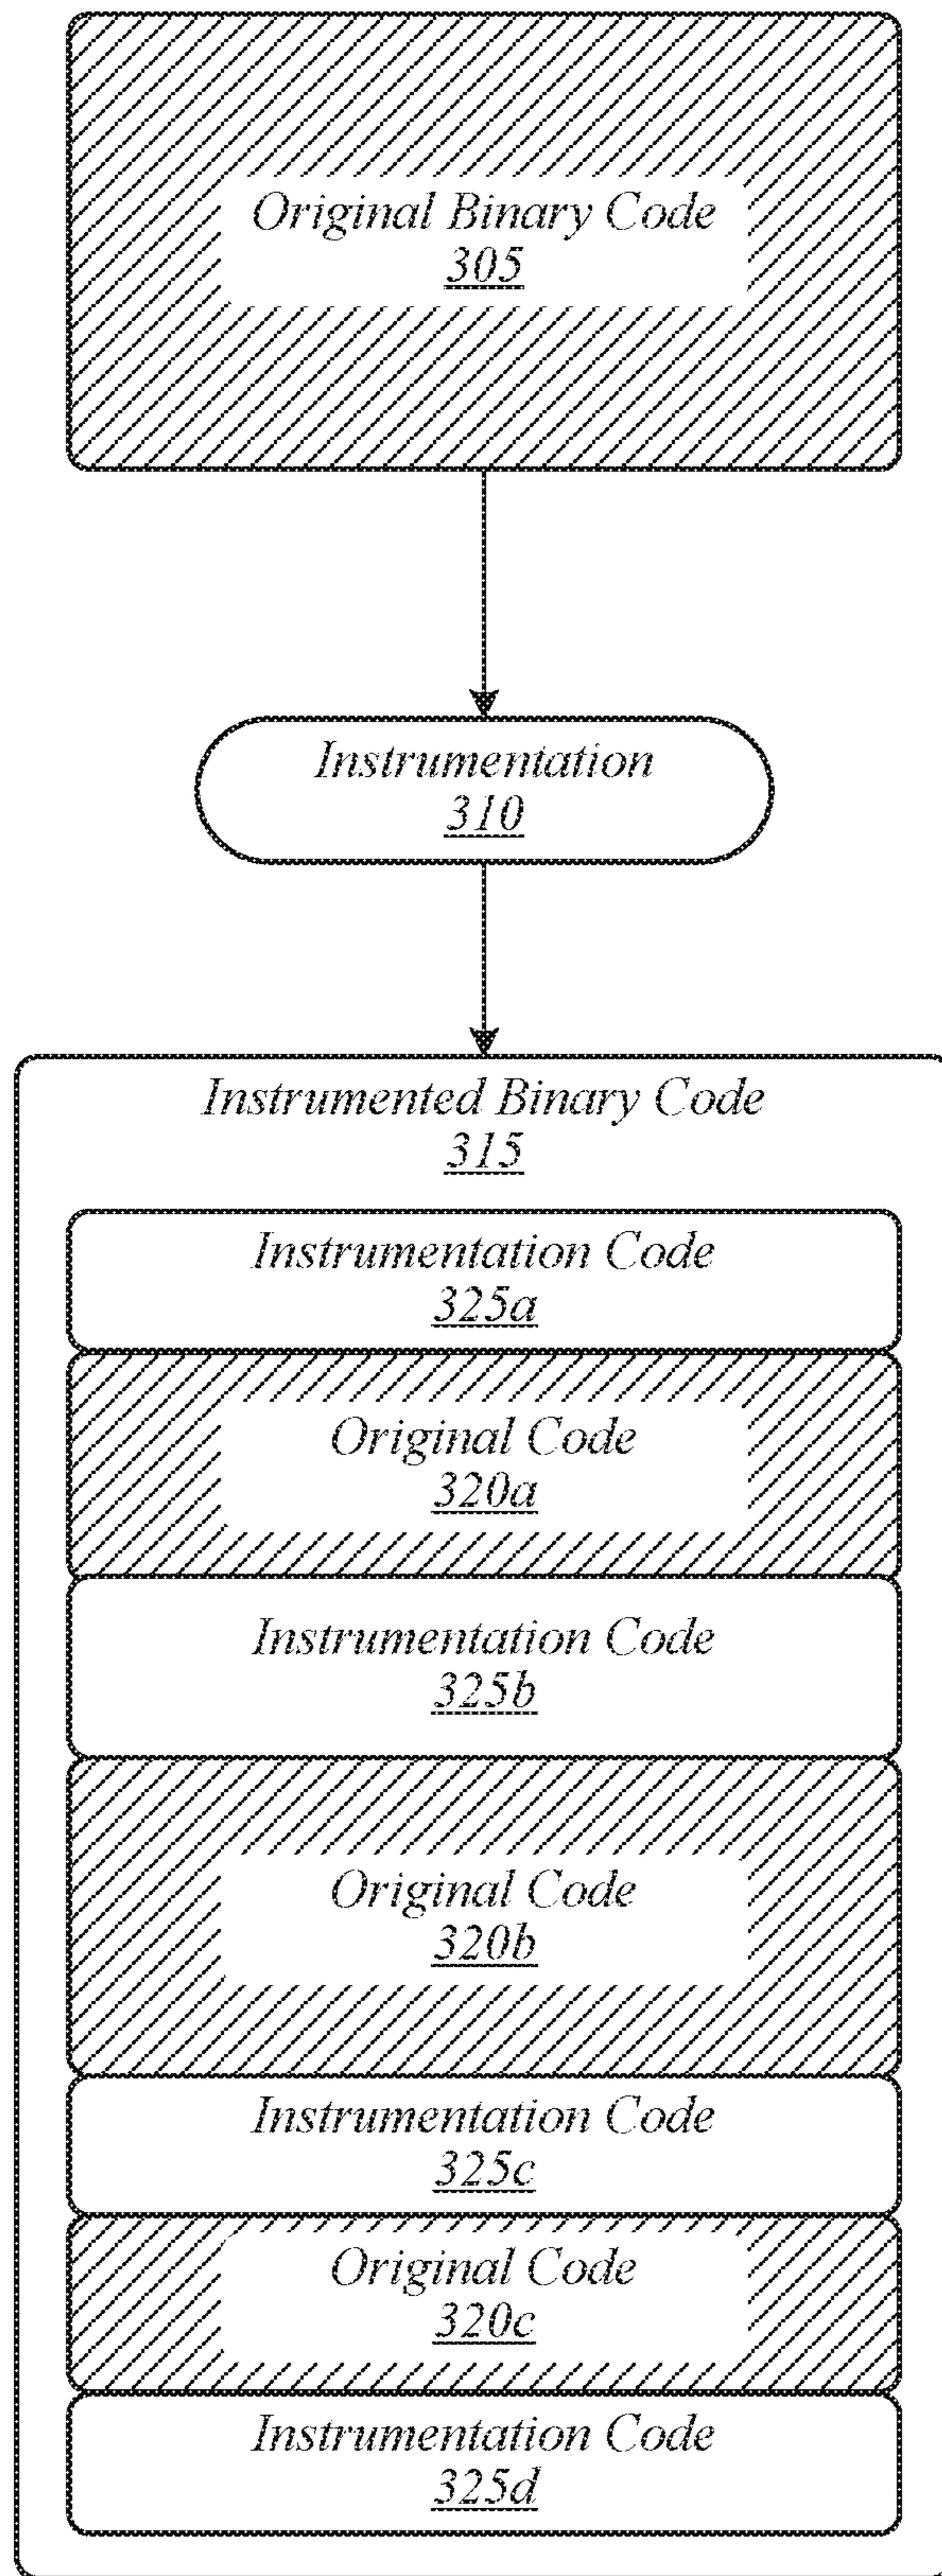 Original Binary Code
305
Instrumentation
310
Instrumented Binary Code
315
Instrumentation Code
325a
Original Code
320a
Instrumentation Code
325b
Original Code
320b
Instrumentation Code
325c
Original Code
320c
Instrumentation Code
325d